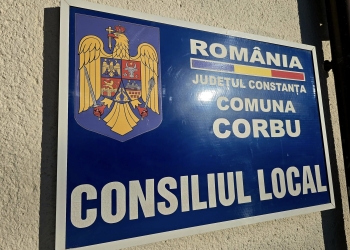 ROMÂNIA
JUDEȚUL CONSTANȚA
COMUNA
CORBU
CONSILIUL LOCAL